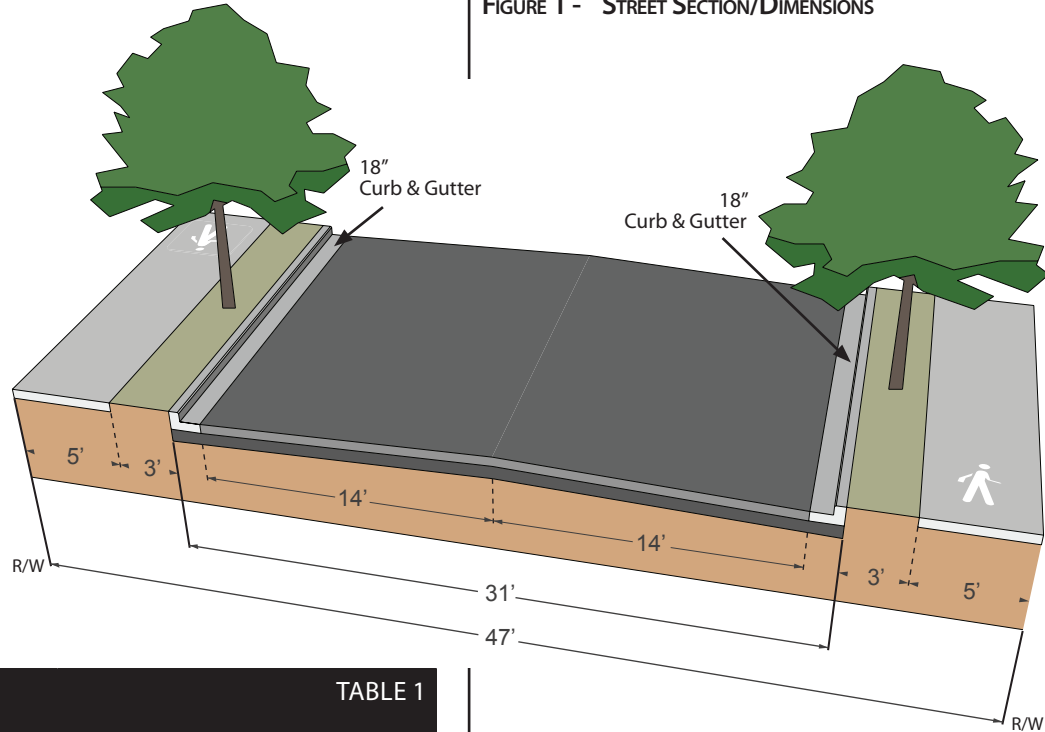 FIGURE 1 - STREET SECTION/DIMENSIONS
18”
Curb & Gutter
18”
Curb & Gutter
5’
3’
14’
14’
3’
5’
31’
47’
R/W
R/W
TABLE 1